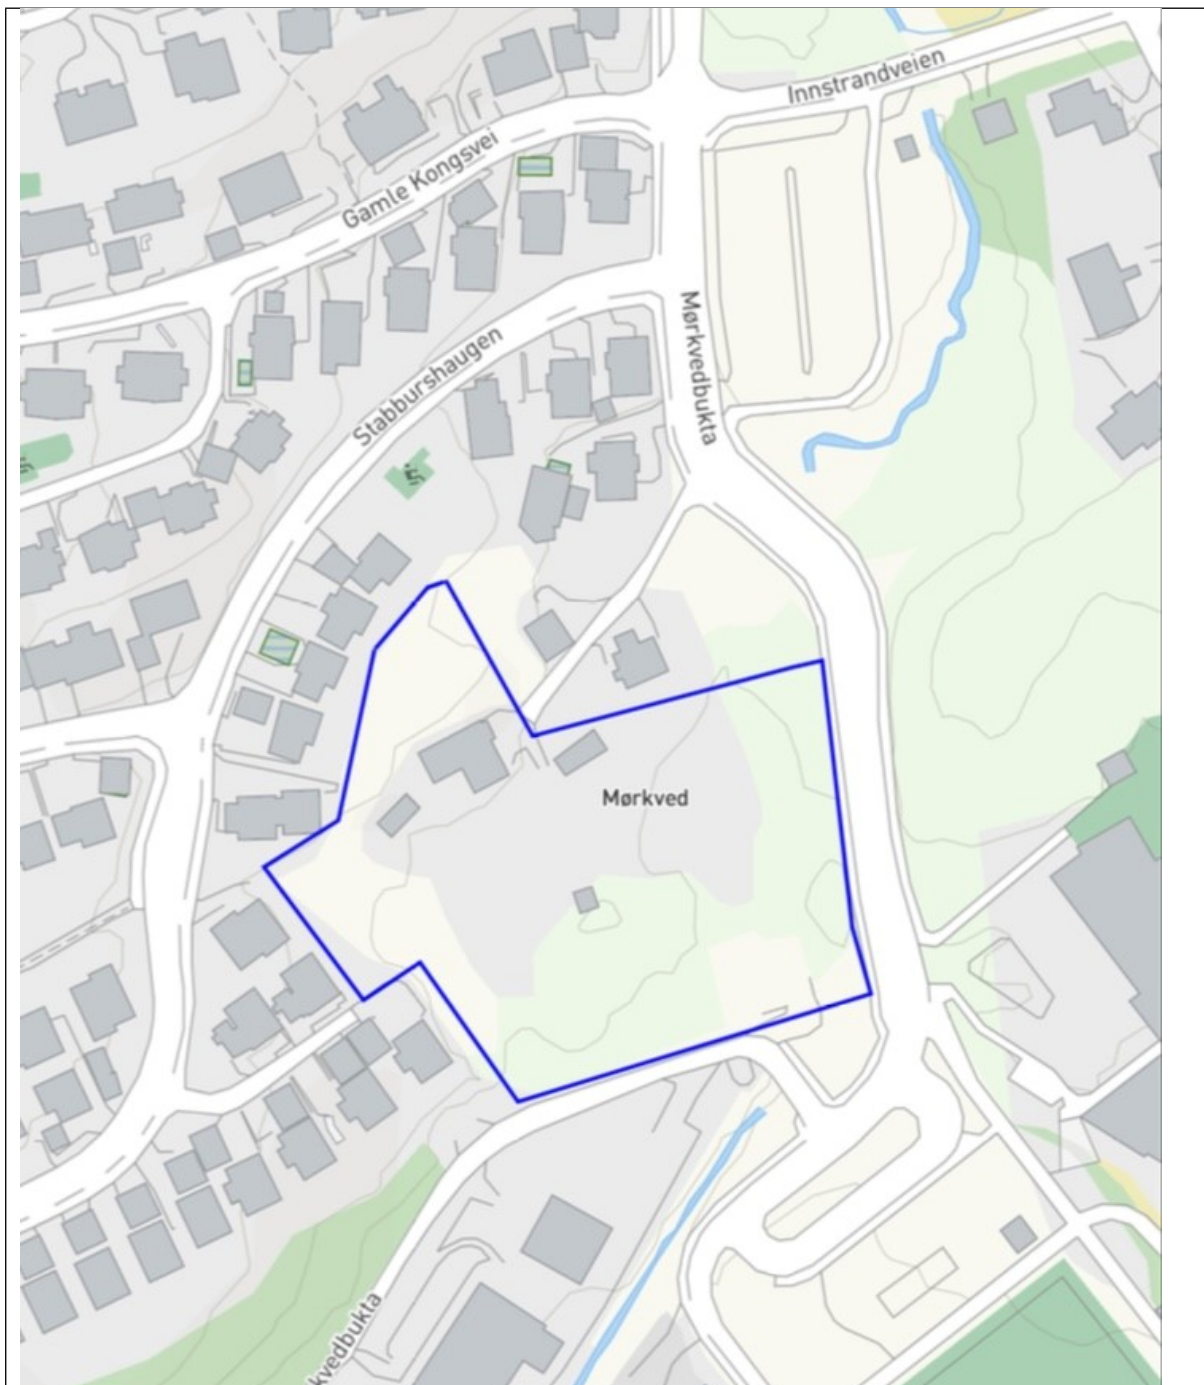 Innstrandveien
Gamle Kongsvei
Mørkvedbukta
Stabburshaugen
Mørkved
kvedbukta